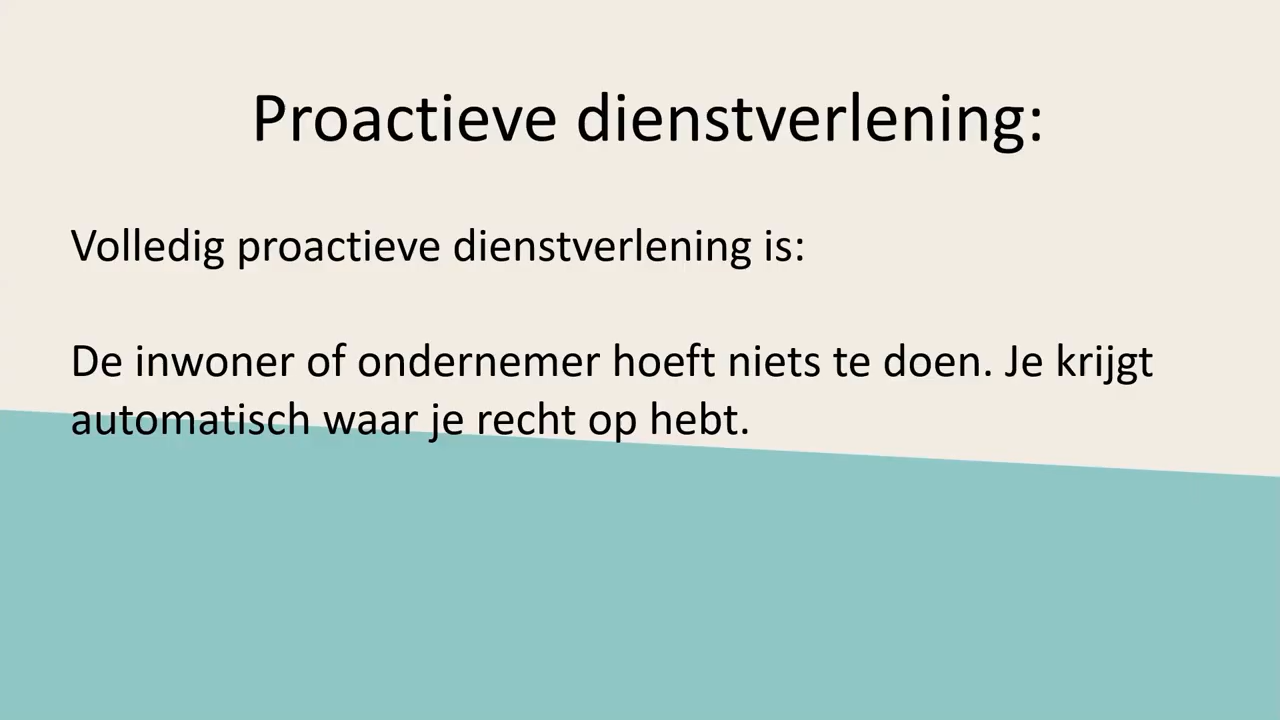 Proactieve dienstverlening:
Volledig proactieve dienstverlening is:
De inwoner of ondernemer hoeft niets te doen. Je krijgt
automatisch waar je recht op hebt.